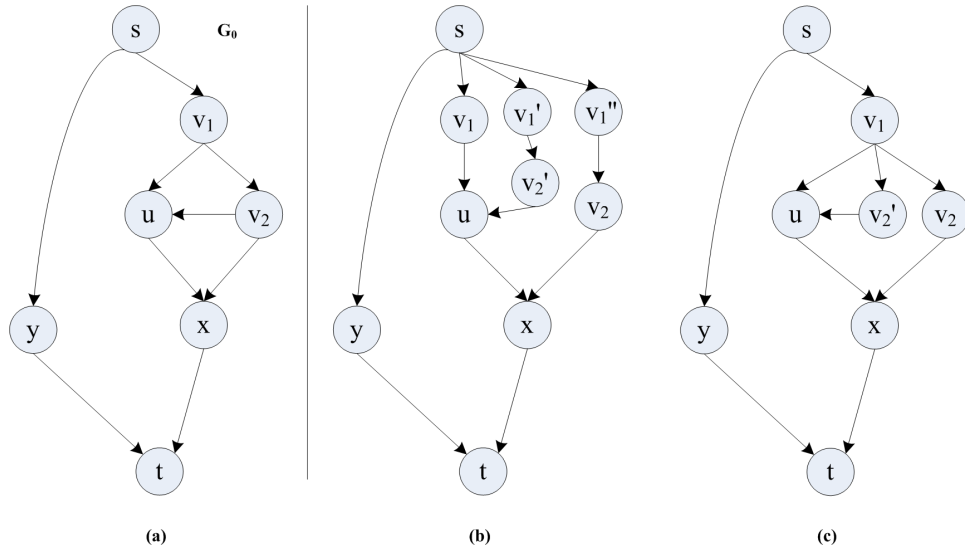 s G₀ s s
v₁ v₁ v₁' v₁" v₁
u v₂ u v₂' v₂ u v₂' v₂
y x y x y x
t t t
(a) (b) (c)